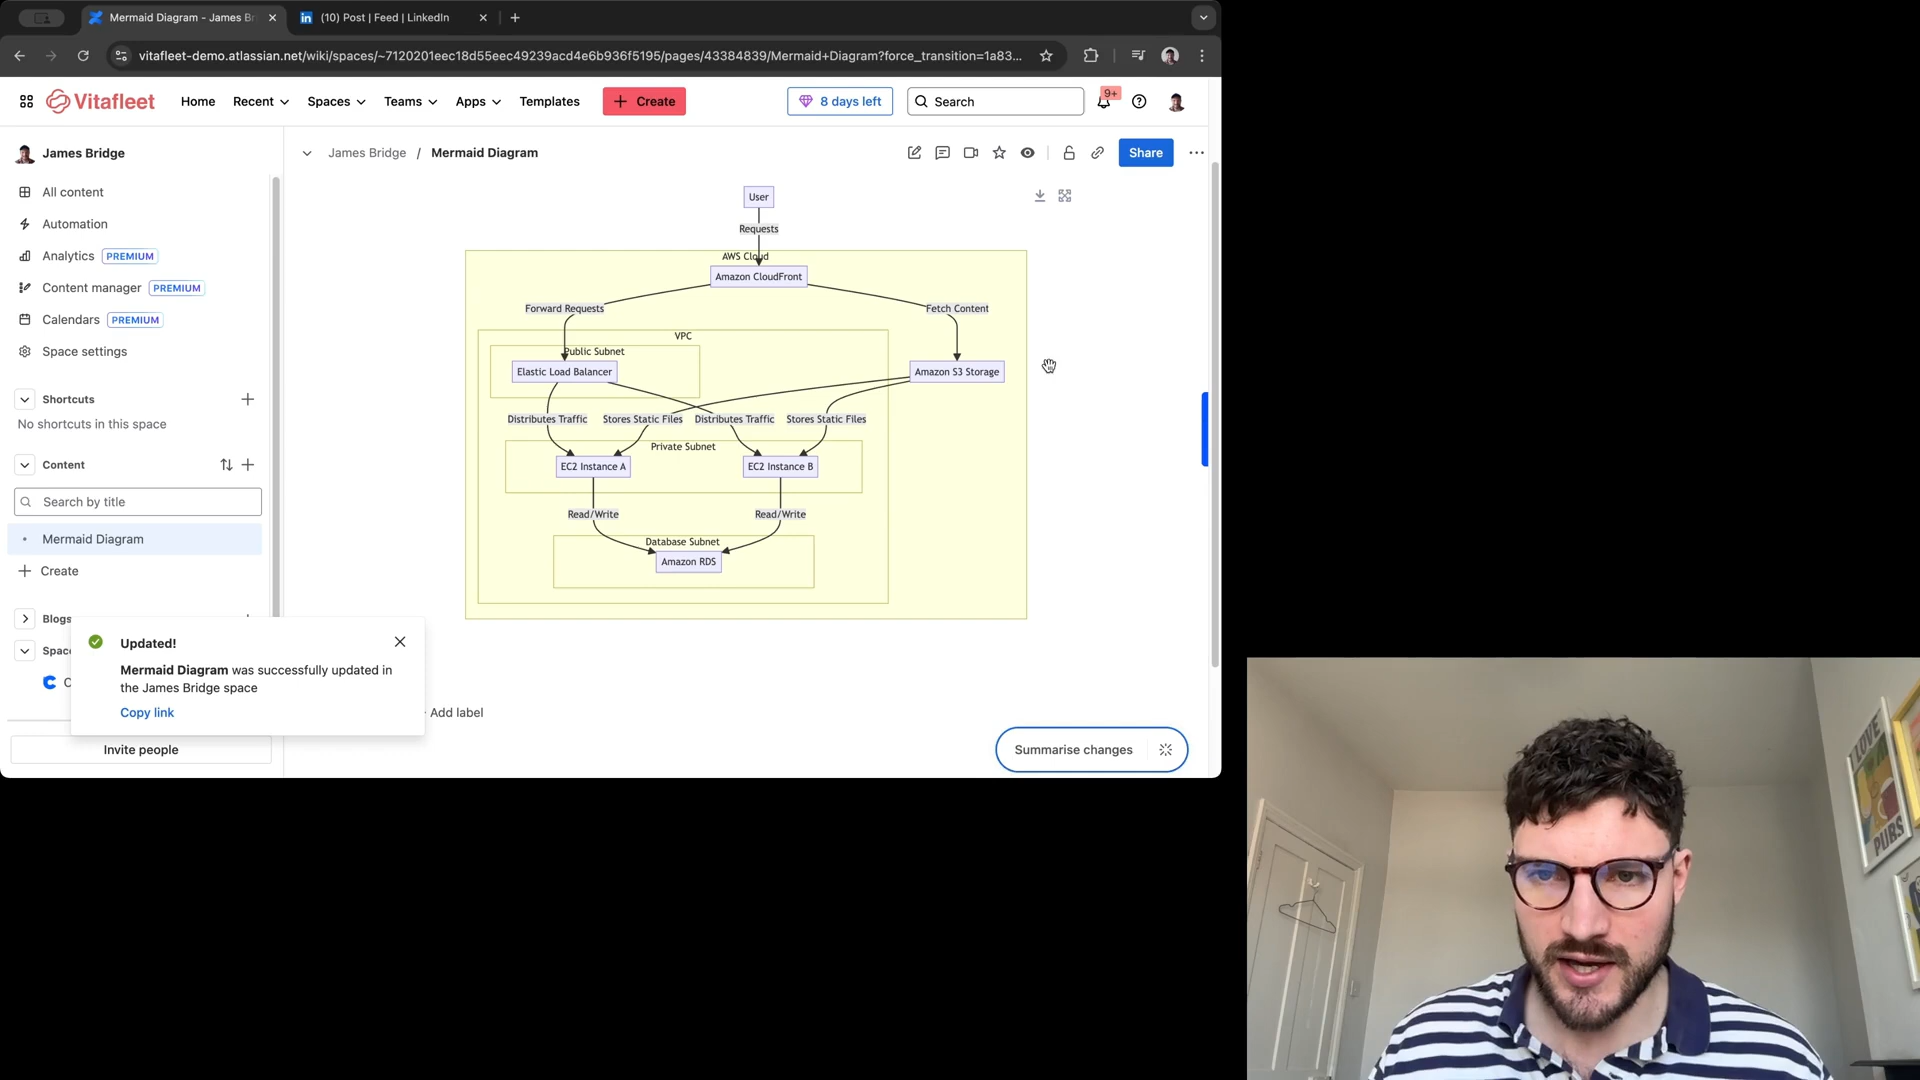 Mermaid Diagram - James Br
(10) Post | Feed | LinkedIn
vitafleet-demo.atlassian.net/wiki/spaces/~7120201eec18d55eec49239acd4e6b936f5195/pages/43384839/Mermaid+Diagram?force_transition=1a83...
Vitafleet
Home
Recent
Spaces
Teams
Apps
Templates
Create
8 days left
Search
9+
James Bridge
All content
Automation
Analytics PREMIUM
Content manager PREMIUM
Calendars PREMIUM
Space settings
Shortcuts
No shortcuts in this space
Content
Search by title
Mermaid Diagram
Create
Blogs
Spac
C
Updated!
Mermaid Diagram was successfully updated in
the James Bridge space
Copy link
Invite people
James Bridge / Mermaid Diagram
Share
User
Requests
AWS Cloud
Amazon CloudFront
Forward Requests
Fetch Content
VPC
Public Subnet
Elastic Load Balancer
Amazon S3 Storage
Distributes Traffic
Stores Static Files
Distributes Traffic
Stores Static Files
Private Subnet
EC2 Instance A
EC2 Instance B
Read/Write
Read/Write
Database Subnet
Amazon RDS
Add label
Summarise changes
I LOVE
PUBS